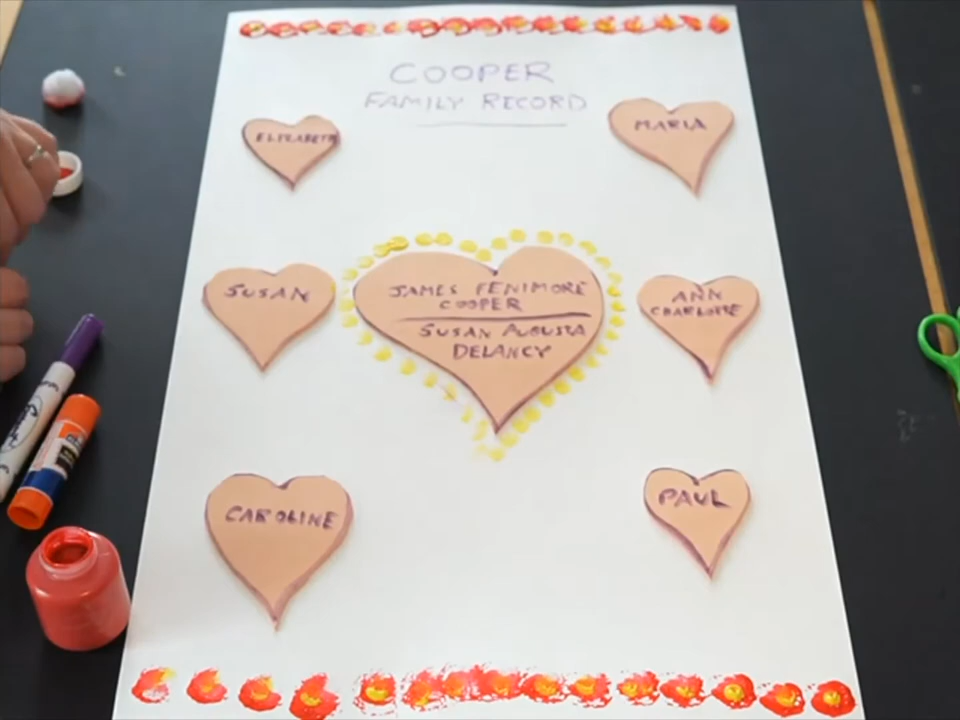 COOPER
FAMILY RECORD
ELIZABETH
MARIA
SUSAN
JAMES FENIMORE
COOPER
SUSAN AUGUSTA
DELANCY
ANN
CHARLOTTE
CAROLINE
PAUL